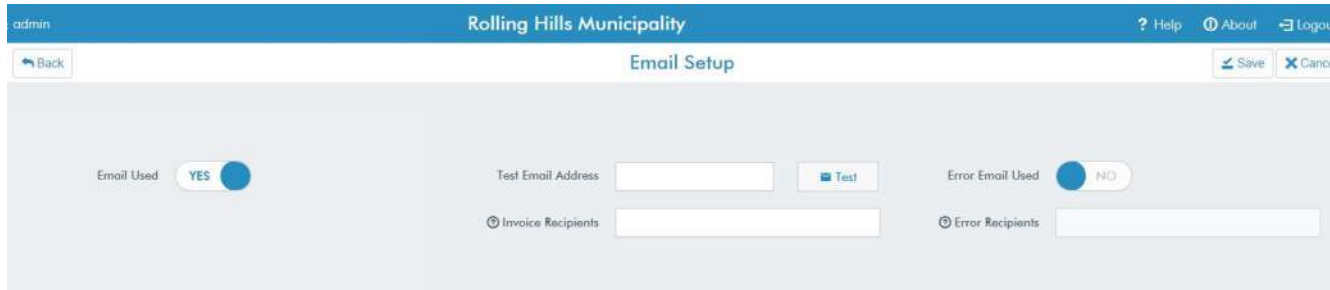 admin Rolling Hills Municipality ? Help About Logou
Back Email Setup Save Cance
Email Used YES Test Email Address Test Error Email Used NO
Invoice Recipients Error Recipients